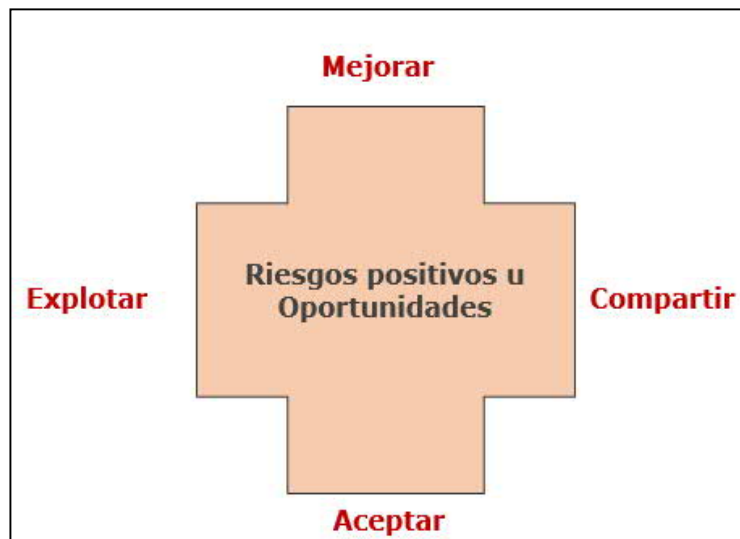 Mejorar
Riesgos positivos u
Oportunidades
Explotar
Compartir
Aceptar